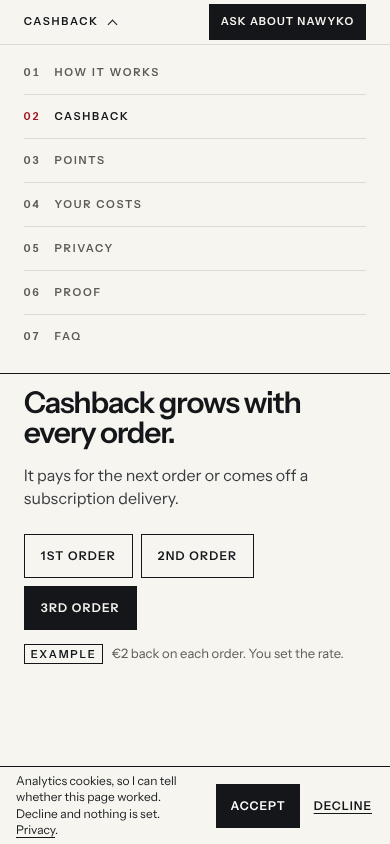 CASHBACK
ASK ABOUT NAWYKO
01 HOW IT WORKS
02 CASHBACK
03 POINTS
04 YOUR COSTS
05 PRIVACY
06 PROOF
07 FAQ
Cashback grows with
every order.
It pays for the next order or comes off a
subscription delivery.
1ST ORDER 2ND ORDER
3RD ORDER
EXAMPLE €2 back on each order. You set the rate.
Analytics cookies, so I can tell
whether this page worked.
Decline and nothing is set.
Privacy.
ACCEPT DECLINE